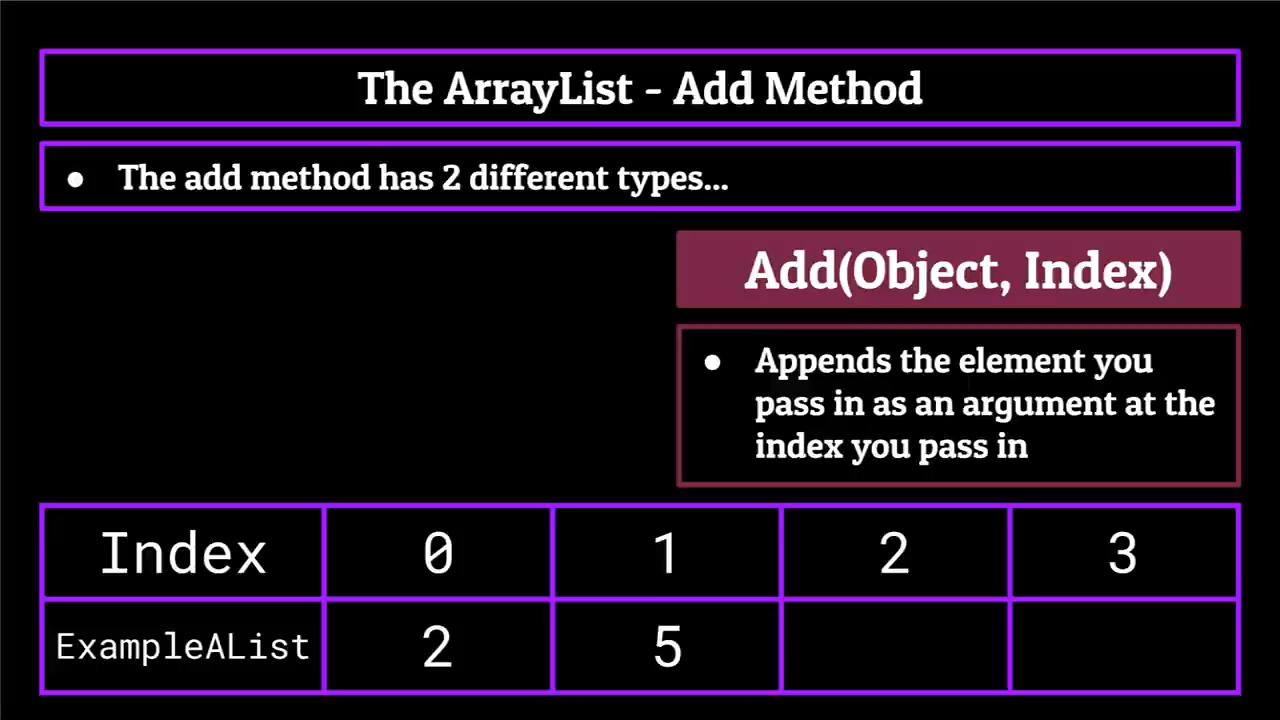 The ArrayList - Add Method
● The add method has 2 different types...
Add(Object, Index)
● Appends the element you
pass in as an argument at the
index you pass in
Index 0 1 2 3
ExampleAList 2 5